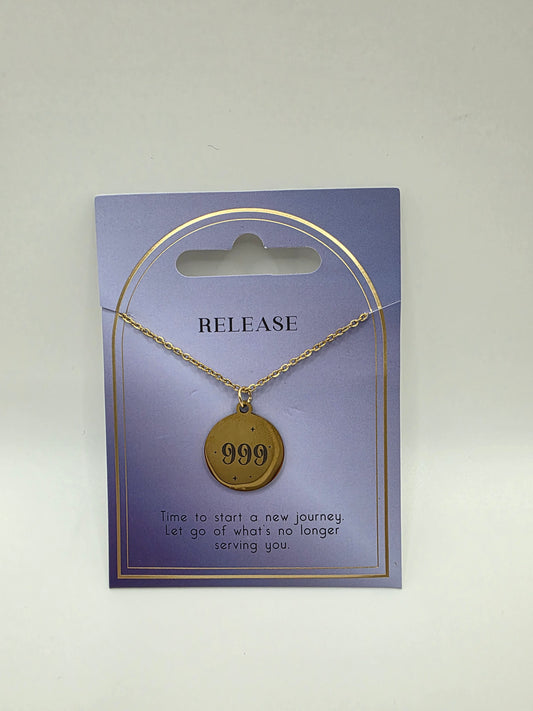 RELEASE
999
Time to start a new journey.
Let go of what's no longer
serving you.